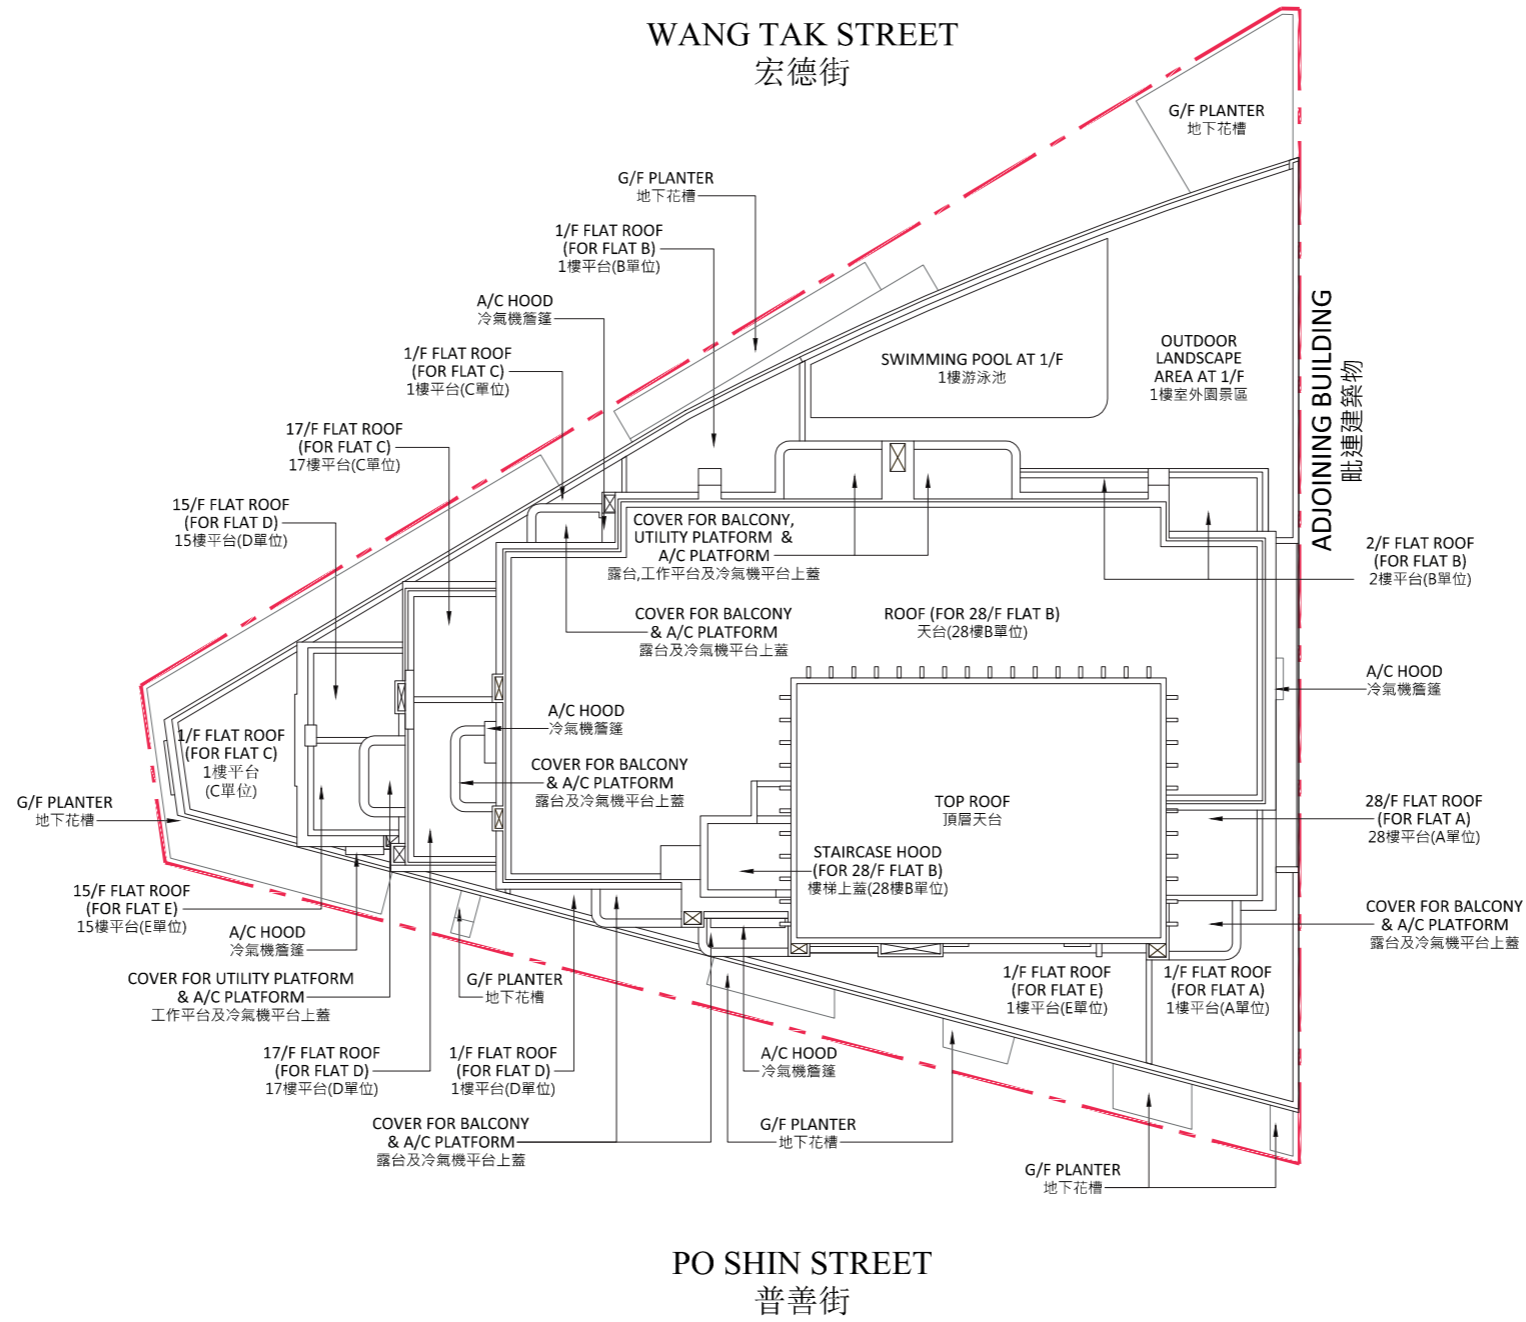 WANG TAK STREET
宏德街
G/F PLANTER
地下花槽
G/F PLANTER
地下花槽
1/F FLAT ROOF
(FOR FLAT B)
1樓平台(B單位)
A/C HOOD
冷氣機簷篷
1/F FLAT ROOF
(FOR FLAT C)
1樓平台(C單位)
17/F FLAT ROOF
(FOR FLAT C)
17樓平台(C單位)
15/F FLAT ROOF
(FOR FLAT D)
15樓平台(D單位)
SWIMMING POOL AT 1/F
1樓游泳池
OUTDOOR
LANDSCAPE
AREA AT 1/F
1樓室外園景區
ADJOINING BUILDING
毗連建築物
COVER FOR BALCONY,
UTILITY PLATFORM &
A/C PLATFORM
露台,工作平台及冷氣機平台上蓋
2/F FLAT ROOF
(FOR FLAT B)
2樓平台(B單位)
COVER FOR BALCONY
& A/C PLATFORM
露台及冷氣機平台上蓋
ROOF (FOR 28/F FLAT B)
天台(28樓B單位)
A/C HOOD
冷氣機簷篷
A/C HOOD
冷氣機簷篷
1/F FLAT ROOF
(FOR FLAT C)
1樓平台
(C單位)
COVER FOR BALCONY
& A/C PLATFORM
露台及冷氣機平台上蓋
G/F PLANTER
地下花槽
TOP ROOF
頂層天台
28/F FLAT ROOF
(FOR FLAT A)
28樓平台(A單位)
STAIRCASE HOOD
(FOR 28/F FLAT B)
樓梯上蓋(28樓B單位)
15/F FLAT ROOF
(FOR FLAT E)
15樓平台(E單位)
A/C HOOD
冷氣機簷篷
COVER FOR BALCONY
& A/C PLATFORM
露台及冷氣機平台上蓋
COVER FOR UTILITY PLATFORM
& A/C PLATFORM
工作平台及冷氣機平台上蓋
G/F PLANTER
地下花槽
1/F FLAT ROOF
(FOR FLAT E)
1樓平台(E單位)
1/F FLAT ROOF
(FOR FLAT A)
1樓平台(A單位)
17/F FLAT ROOF
(FOR FLAT D)
17樓平台(D單位)
1/F FLAT ROOF
(FOR FLAT D)
1樓平台(D單位)
A/C HOOD
冷氣機簷篷
COVER FOR BALCONY
& A/C PLATFORM
露台及冷氣機平台上蓋
G/F PLANTER
地下花槽
G/F PLANTER
地下花槽
PO SHIN STREET
普善街